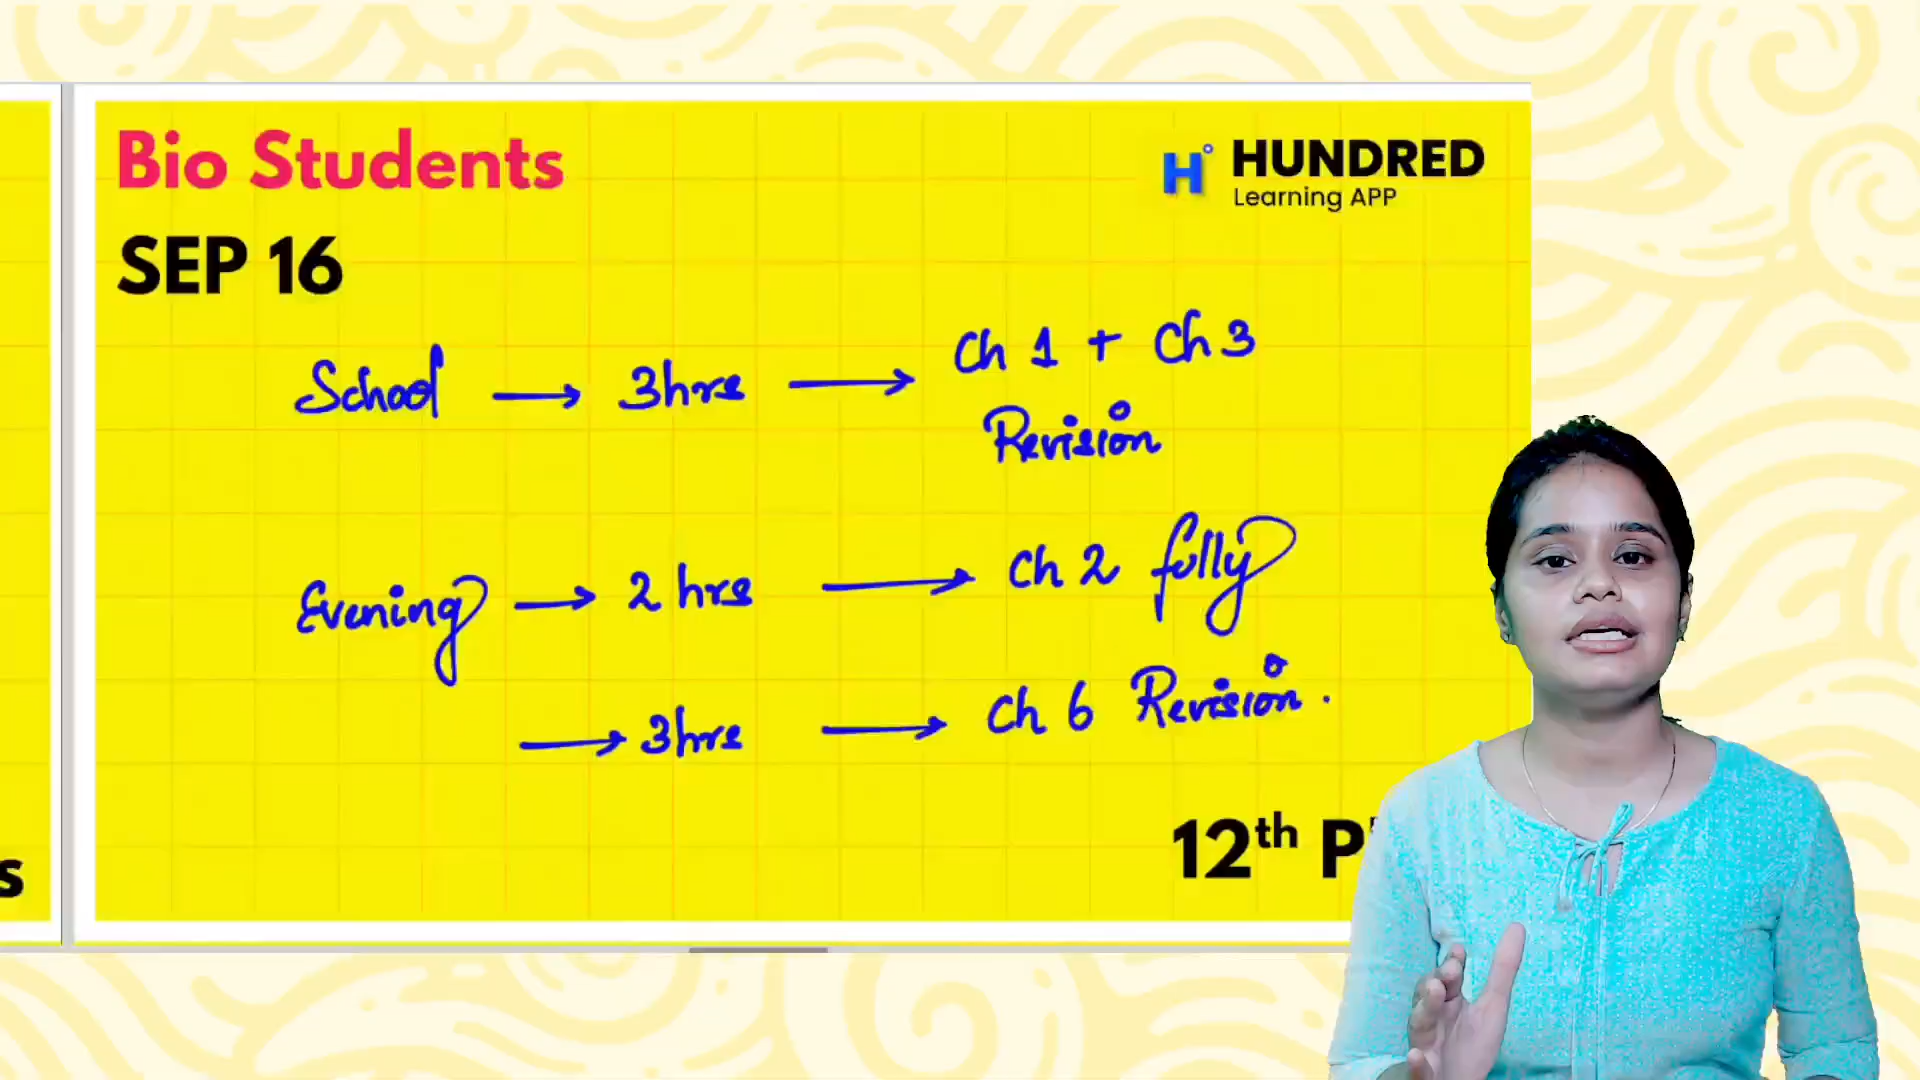 Bio Students
HUNDRED
Learning APP
SEP 16
School → 3hrs → Ch 1 + Ch 3
Revision
Evening → 2 hrs → Ch 2 fully
→ 3hrs → Ch 6 Revision.
12th P
s